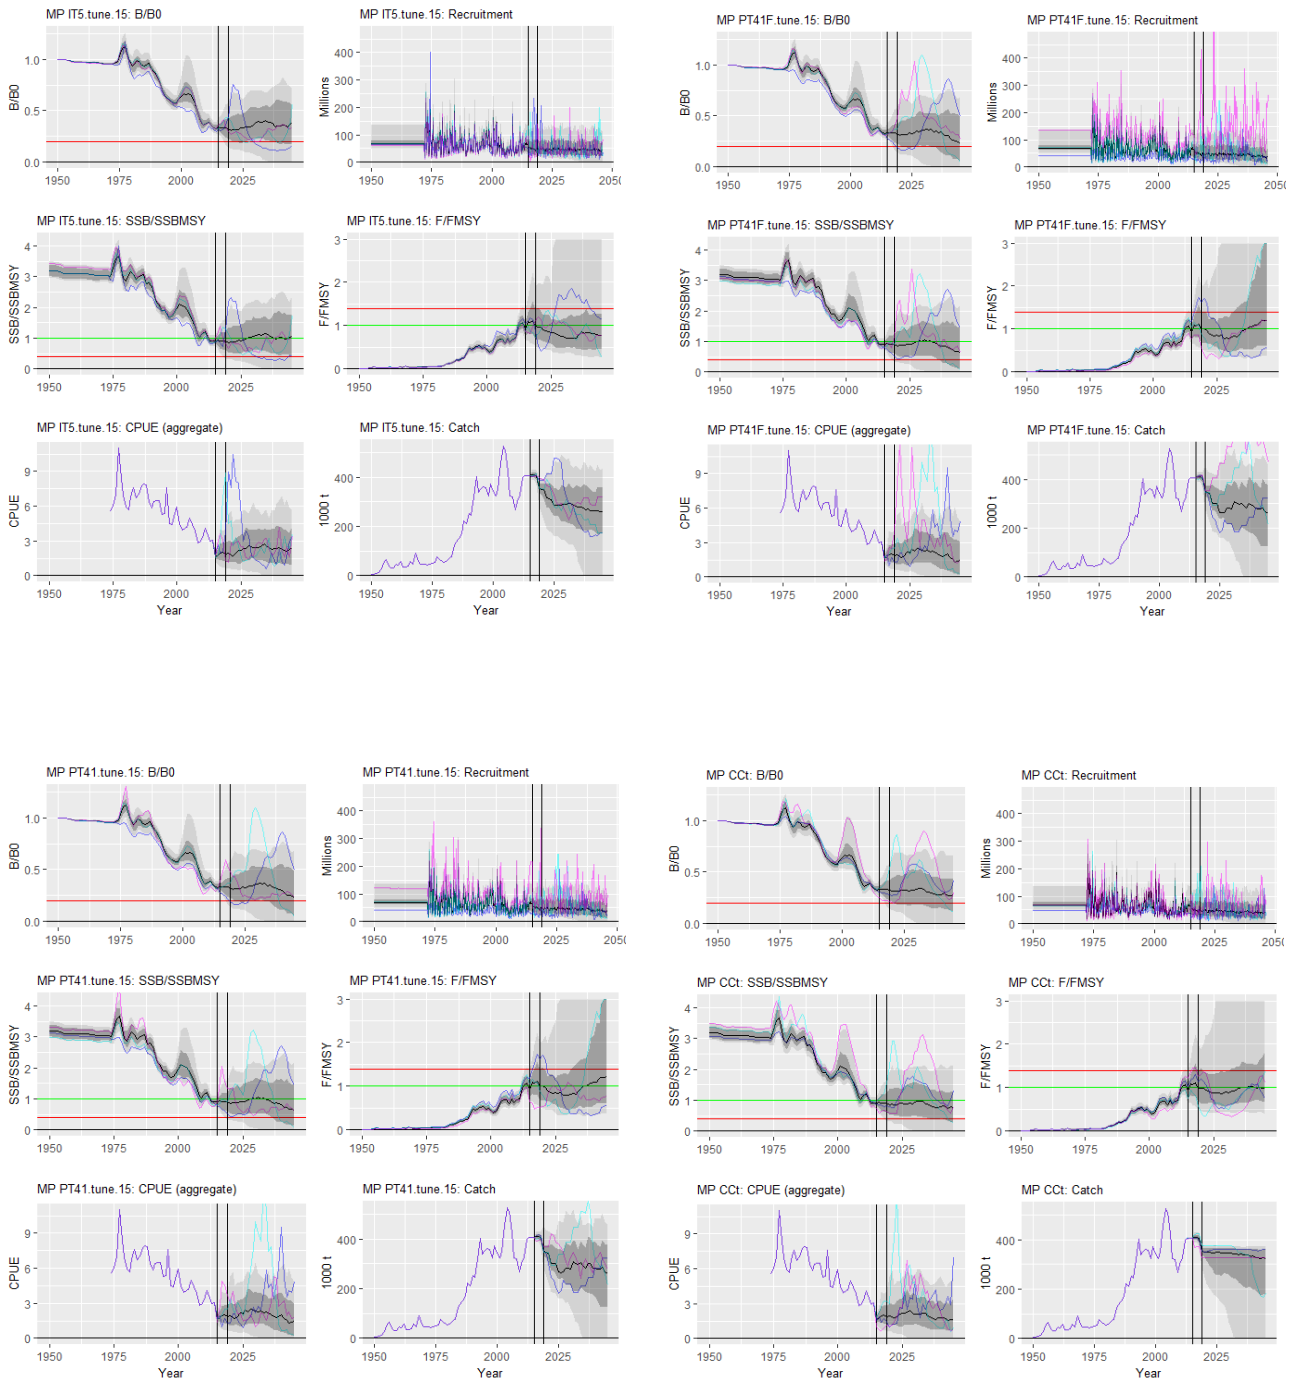 MP IT5.tune.15: B/B0
B/B0
1.0
0.5
0.0
1950 1975 2000 2025
MP IT5.tune.15: Recruitment
Millions
400
300
200
100
0
1950 1975 2000 2025 2050
MP IT5.tune.15: SSB/SSBMSY
SSB/SSBMSY
4
3
2
1
0
1950 1975 2000 2025
MP IT5.tune.15: F/FMSY
F/FMSY
3
2
1
0
1950 1975 2000 2025
MP IT5.tune.15: CPUE (aggregate)
CPUE
9
6
3
0
1950 1975 2000 2025
Year
MP IT5.tune.15: Catch
1000 t
400
200
0
1950 1975 2000 2025
Year
MP PT41F.tune.15: B/B0
B/B0
1.0
0.5
0.0
1950 1975 2000 2025
MP PT41F.tune.15: Recruitment
Millions
400
300
200
100
0
1950 1975 2000 2025 2050
MP PT41F.tune.15: SSB/SSBMSY
SSB/SSBMSY
4
3
2
1
0
1950 1975 2000 2025
MP PT41F.tune.15: F/FMSY
F/FMSY
3
2
1
0
1950 1975 2000 2025
MP PT41F.tune.15: CPUE (aggregate)
CPUE
9
6
3
0
1950 1975 2000 2025
Year
MP PT41F.tune.15: Catch
1000 t
400
200
0
1950 1975 2000 2025
Year
MP PT41.tune.15: B/B0
B/B0
1.0
0.5
0.0
1950 1975 2000 2025
MP PT41.tune.15: Recruitment
Millions
400
300
200
100
0
1950 1975 2000 2025 2050
MP PT41.tune.15: SSB/SSBMSY
SSB/SSBMSY
4
3
2
1
0
1950 1975 2000 2025
MP PT41.tune.15: F/FMSY
F/FMSY
3
2
1
0
1950 1975 2000 2025
MP PT41.tune.15: CPUE (aggregate)
CPUE
9
6
3
0
1950 1975 2000 2025
Year
MP PT41.tune.15: Catch
1000 t
400
200
0
1950 1975 2000 2025
Year
MP CCt: B/B0
B/B0
1.0
0.5
0.0
1950 1975 2000 2025
MP CCt: Recruitment
Millions
400
300
200
100
0
1950 1975 2000 2025 2050
MP CCt: SSB/SSBMSY
SSB/SSBMSY
4
3
2
1
0
1950 1975 2000 2025
MP CCt: F/FMSY
F/FMSY
3
2
1
0
1950 1975 2000 2025
MP CCt: CPUE (aggregate)
CPUE
9
6
3
0
1950 1975 2000 2025
Year
MP CCt: Catch
1000 t
400
200
0
1950 1975 2000 2025
Year